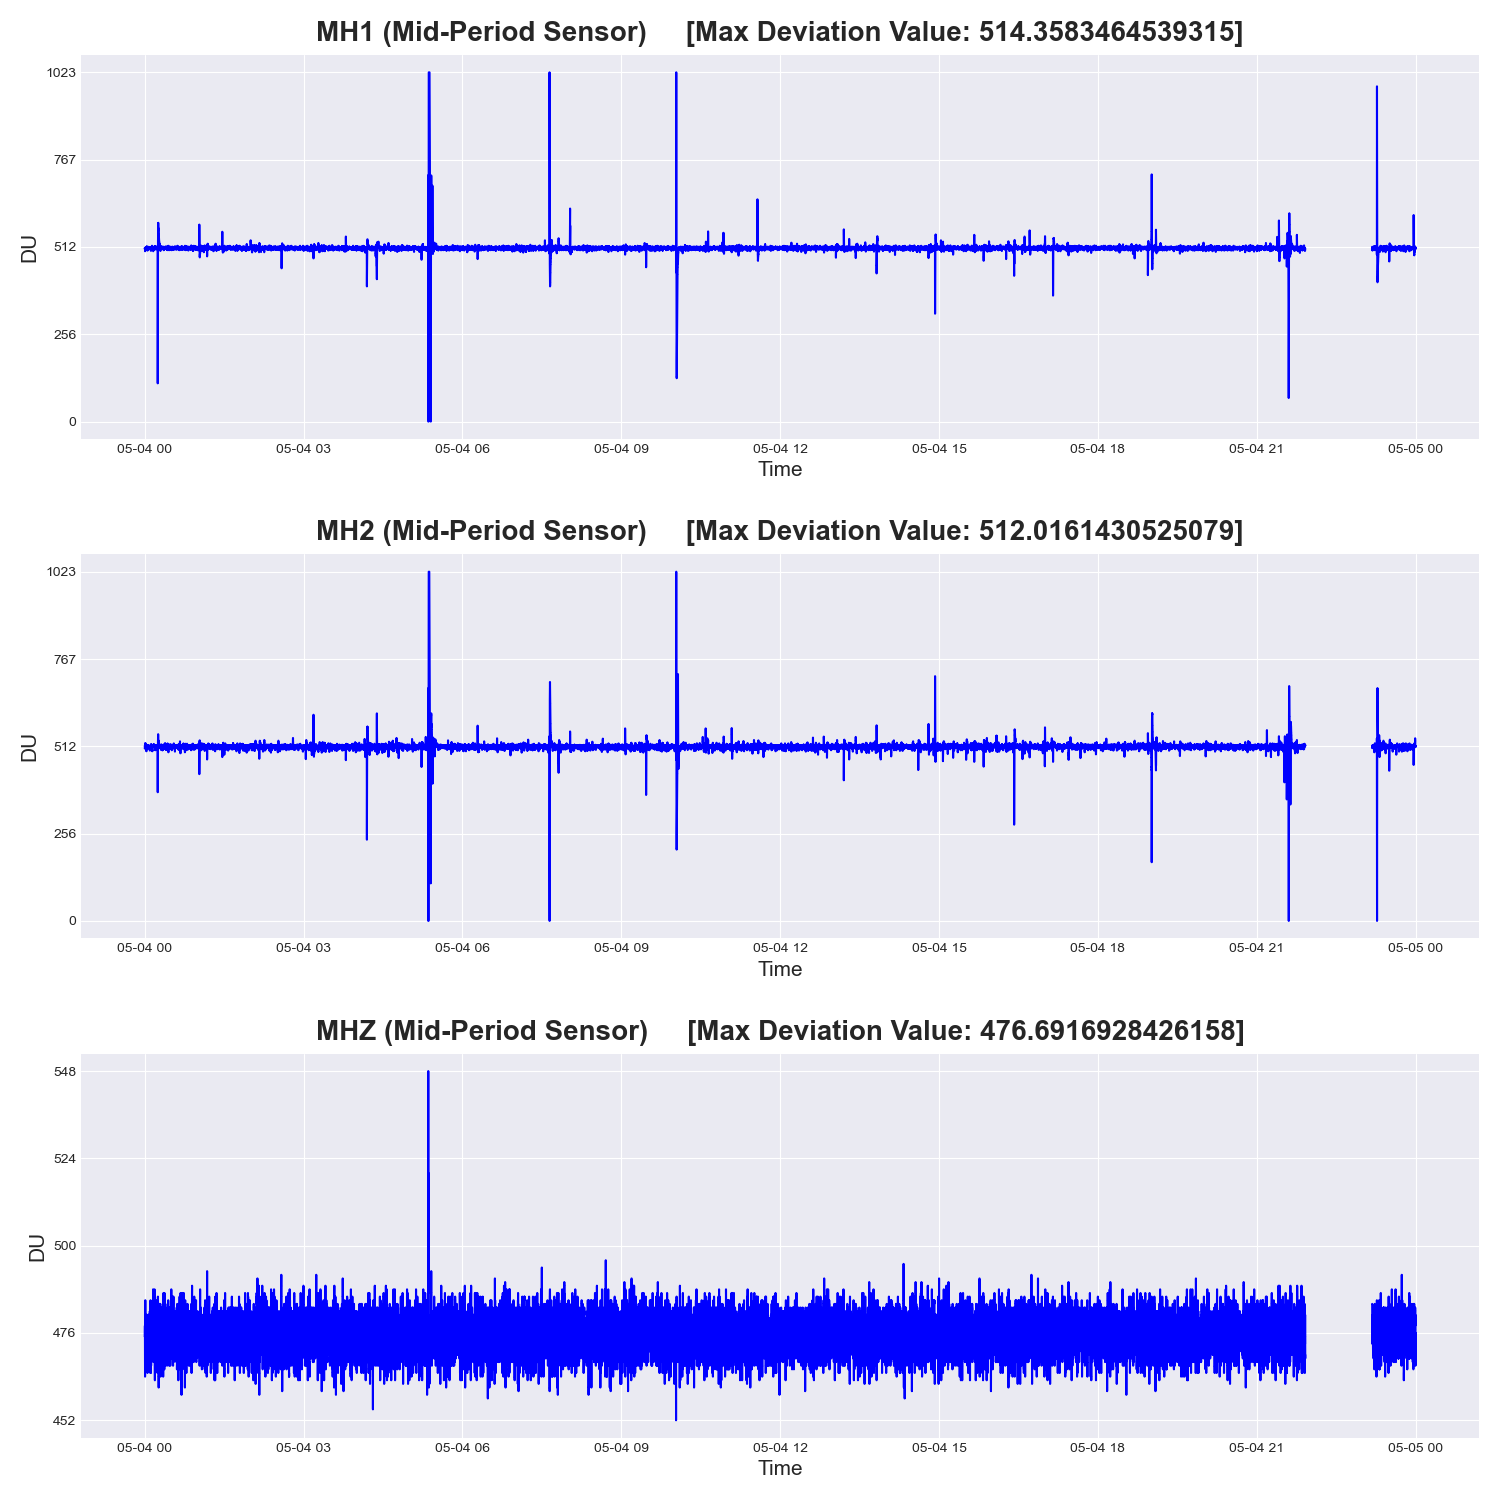 MH1 (Mid-Period Sensor)     [Max Deviation Value: 514.3583464539315]
1023
767
512
256
0
DU
05-04 00 05-04 03 05-04 06 05-04 09 05-04 12 05-04 15 05-04 18 05-04 21 05-05 00
Time
MH2 (Mid-Period Sensor)     [Max Deviation Value: 512.0161430525079]
1023
767
512
256
0
DU
05-04 00 05-04 03 05-04 06 05-04 09 05-04 12 05-04 15 05-04 18 05-04 21 05-05 00
Time
MHZ (Mid-Period Sensor)     [Max Deviation Value: 476.6916928426158]
548
524
500
476
452
DU
05-04 00 05-04 03 05-04 06 05-04 09 05-04 12 05-04 15 05-04 18 05-04 21 05-05 00
Time